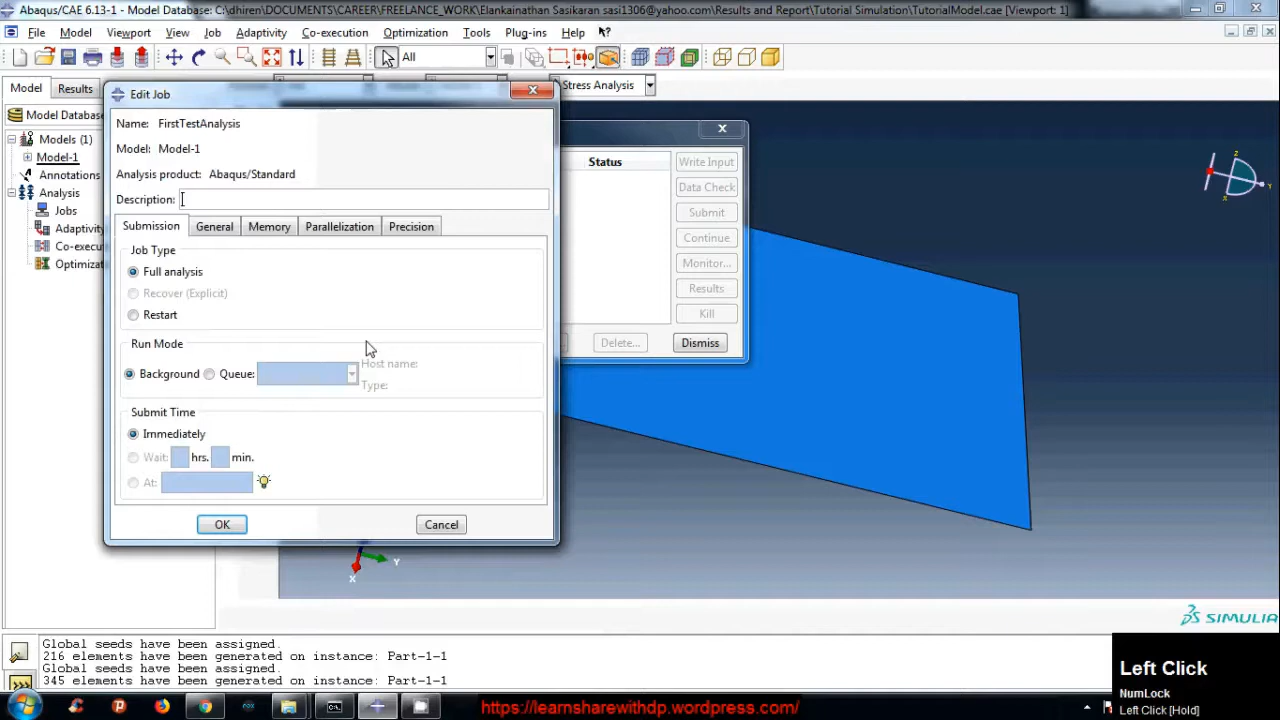 Abaqus/CAE 6.13-1 - Model Database: C:\dhiren\DOCUMENTS\CAREER\FREELANCE_WORK\Elankainathan Sasikaran sasi1306@yahoo.com\Results and Report\Tutorial Simulation\TutorialModel.cae [Viewport: 1]
File Model Viewport View Job Adaptivity Co-execution Optimization Tools Plug-ins Help
All
Model Results
Stress Analysis
Edit Job
Model Database
Models (1)
Model-1
Annotations
Analysis
Jobs
Adaptivity
Co-execu
Optimiza
Name: FirstTestAnalysis
Model: Model-1
Analysis product: Abaqus/Standard
Description:
Submission General Memory Parallelization Precision
Job Type
Full analysis
Recover (Explicit)
Restart
Run Mode
Background Queue: Host name:
Type:
Submit Time
Immediately
Wait: hrs. min.
At:
OK Cancel
Status
Write Input
Data Check
Submit
Continue
Monitor...
Results
Kill
Delete... Dismiss
Z
Y
X
Y
X
SIMULIA
Global seeds have been assigned.
216 elements have been generated on instance: Part-1-1
Global seeds have been assigned.
345 elements have been generated on instance: Part-1-1
Left Click
NumLock
Left Click [Hold]
https://learnsharewithdp.wordpress.com/